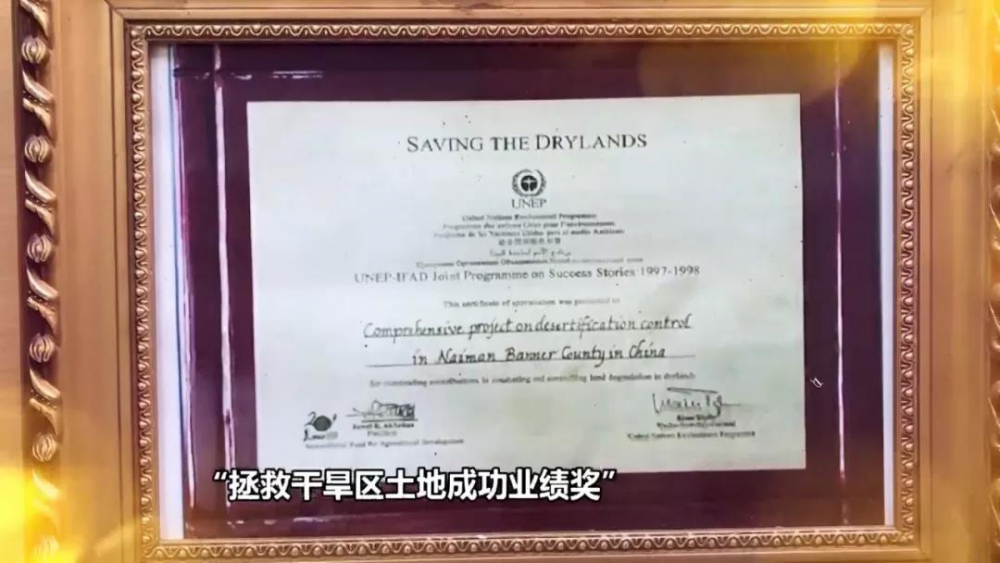 SAVING THE DRYLANDS
UNEP
United Nations Environment Programme
UNEP-IFAD Joint Programme on Success Stories 1997-1998
This certificate of appreciation was presented to
Comprehensive project on desertification control
in Naiman Banner County in China
for outstanding contributions in combating and controlling land degradation in drylands
International Fund for Agricultural Development
United Nations Environment Programme
“拯救干旱区土地成功业绩奖”